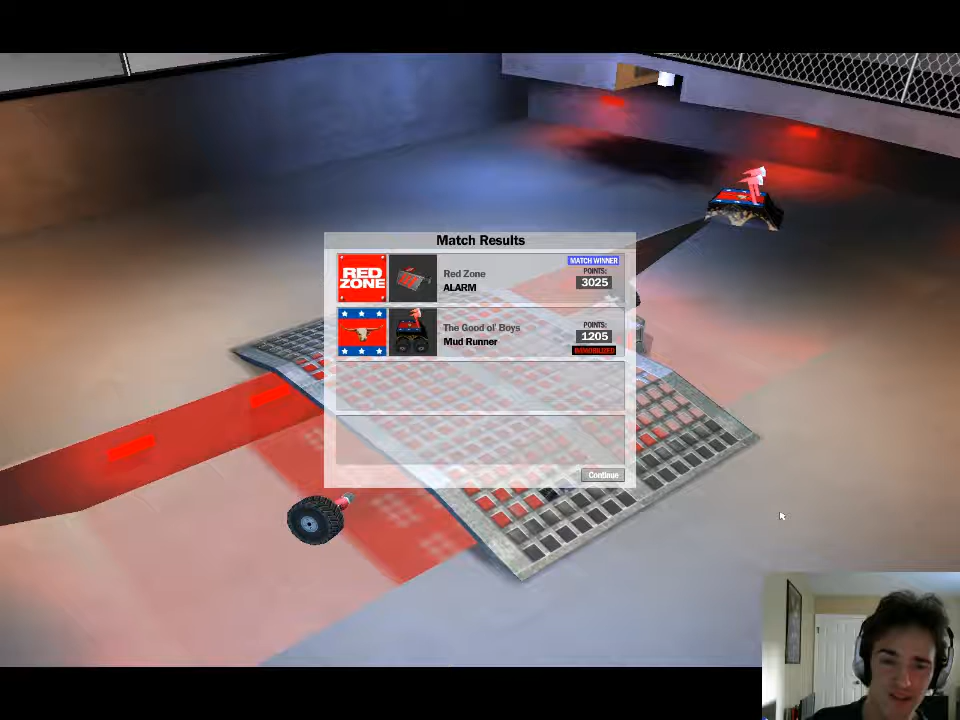 Match Results
RED
ZONE
Red Zone
ALARM
MATCH WINNER
POINTS:
3025
The Good ol' Boys
Mud Runner
POINTS:
1205
IMMOBILIZED
Continue